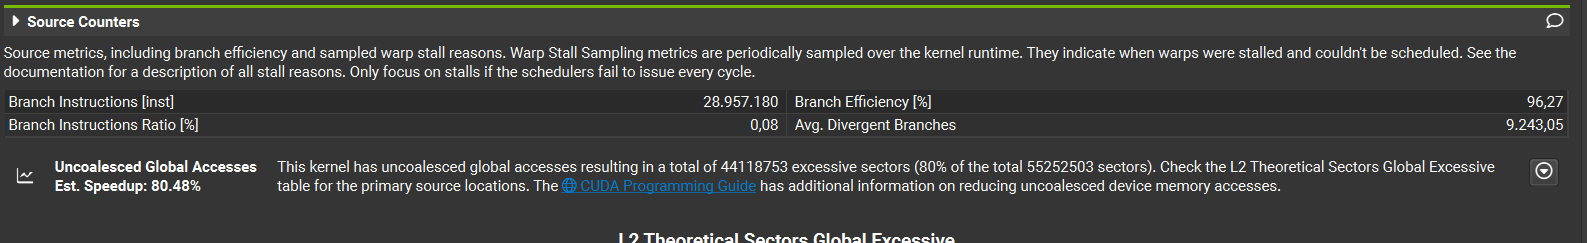 Source Counters
Source metrics, including branch efficiency and sampled warp stall reasons. Warp Stall Sampling metrics are periodically sampled over the kernel runtime. They indicate when warps were stalled and couldn't be scheduled. See the
documentation for a description of all stall reasons. Only focus on stalls if the schedulers fail to issue every cycle.
Branch Instructions [inst] 28.957.180 Branch Efficiency [%] 96,27
Branch Instructions Ratio [%] 0,08 Avg. Divergent Branches 9.243,05
Uncoalesced Global Accesses This kernel has uncoalesced global accesses resulting in a total of 44118753 excessive sectors (80% of the total 55252503 sectors). Check the L2 Theoretical Sectors Global Excessive
Est. Speedup: 80.48% table for the primary source locations. The CUDA Programming Guide has additional information on reducing uncoalesced device memory accesses.
L2 Theoretical Sectors Global Excessive